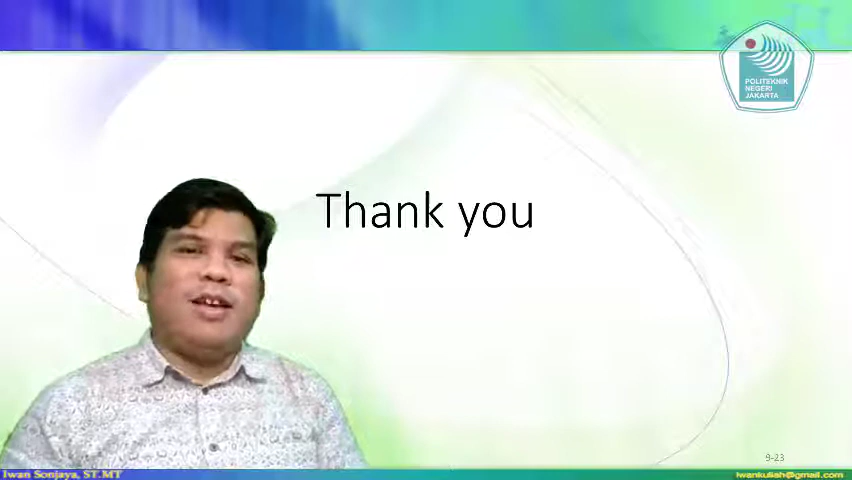 POLITEKNIK
NEGERI
JAKARTA
Thank you
9-23
Iwan Sonjaya, ST.MT
iwankuliah@gmail.com